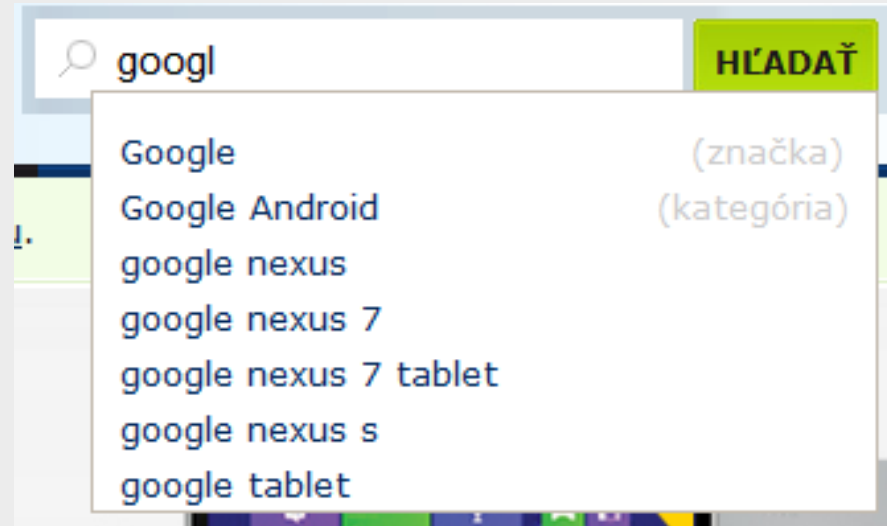 googl
HĽADAŤ
Google (značka)
Google Android (kategória)
google nexus
google nexus 7
google nexus 7 tablet
google nexus s
google tablet